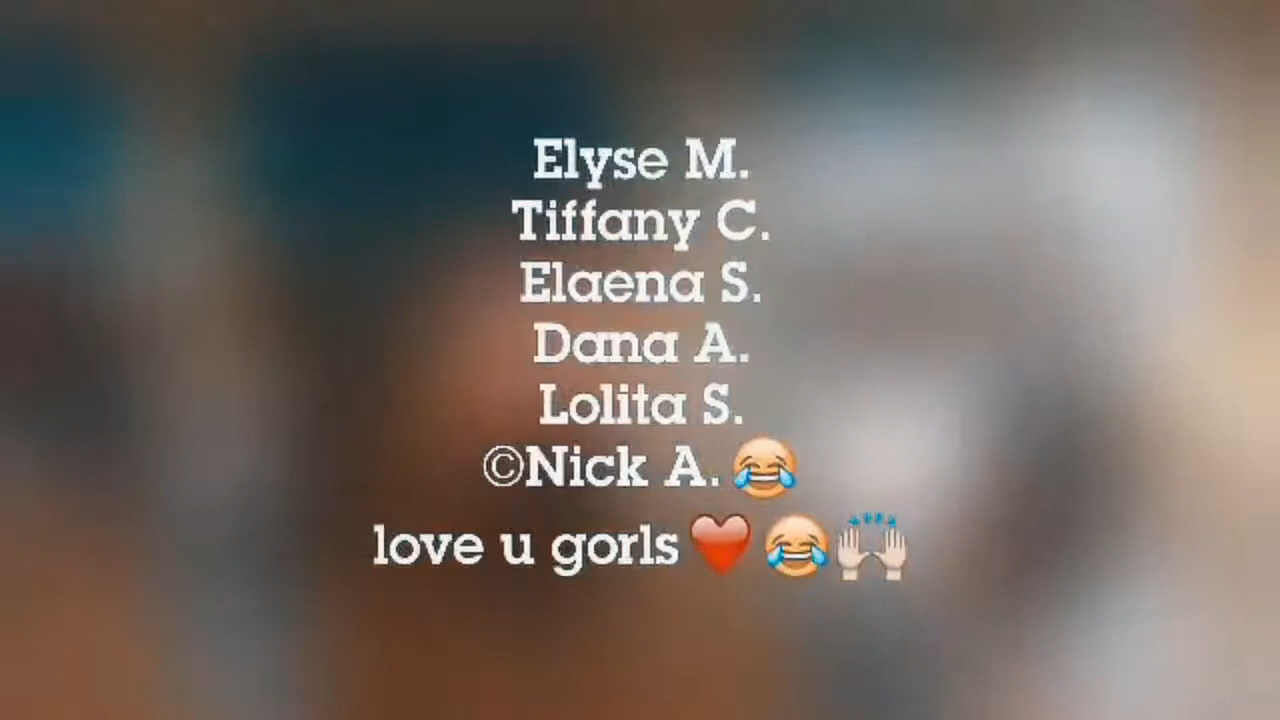 Elyse M.
Tiffany C.
Elaena S.
Dana A.
Lolita S.
©Nick A. 😂
love u gorls ❤️ 😂 🙌🏻